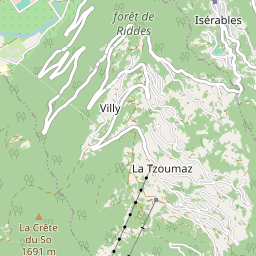 forêt de
Riddes
Isérables
Villy
La Tzoumaz
La Crête
du So
1691 m